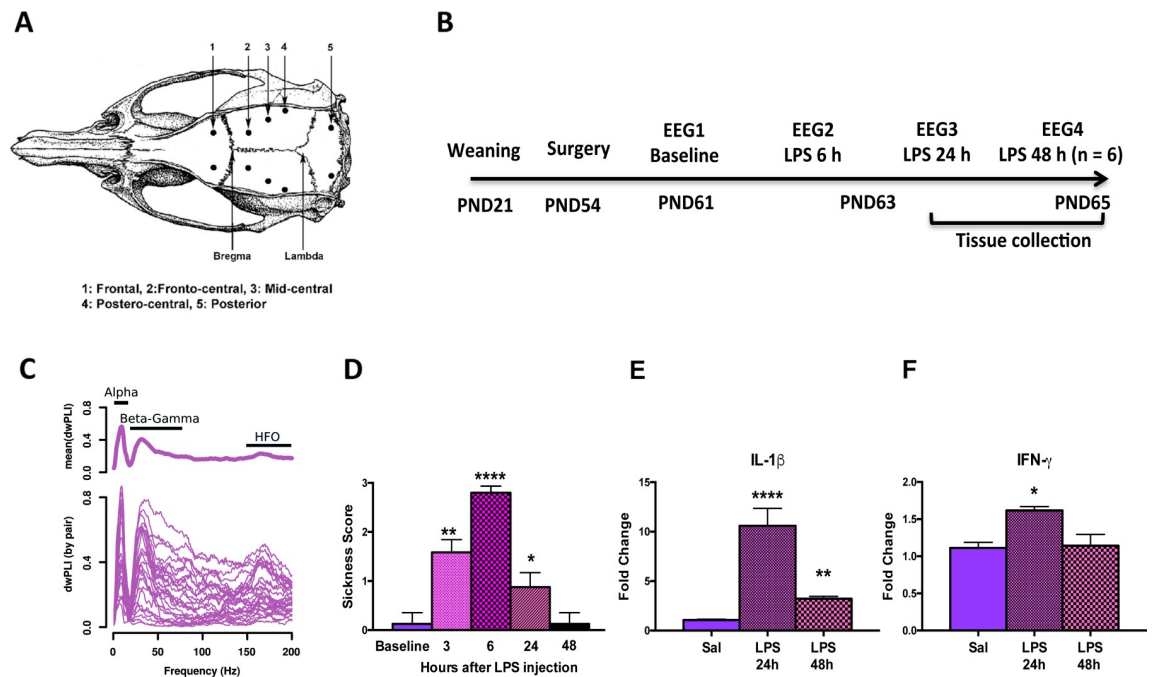 A
1 2 3 4 5
Bregma Lambda
1: Frontal, 2:Fronto-central, 3: Mid-central
4: Postero-central, 5: Posterior
B
EEG1 EEG2 EEG3 EEG4
Weaning Surgery Baseline LPS 6 h LPS 24 h LPS 48 h (n = 6)
PND21 PND54 PND61 PND63 PND65
Tissue collection
C
Alpha
Beta-Gamma
HFO
mean(dwPLI)
0.8
0.4
0.0
dwPLI (by pair)
0.8
0.4
0.0
0 50 100 150 200
Frequency (Hz)
D
Sickness Score
3
2
1
0
** **** *
Baseline 3 6 24 48
Hours after LPS injection
E
IL-1β
Fold Change
15
10
5
0
**** **
Sal LPS LPS
24h 48h
F
IFN-γ
Fold Change
2.0
1.5
1.0
0.5
0.0
*
Sal LPS LPS
24h 48h